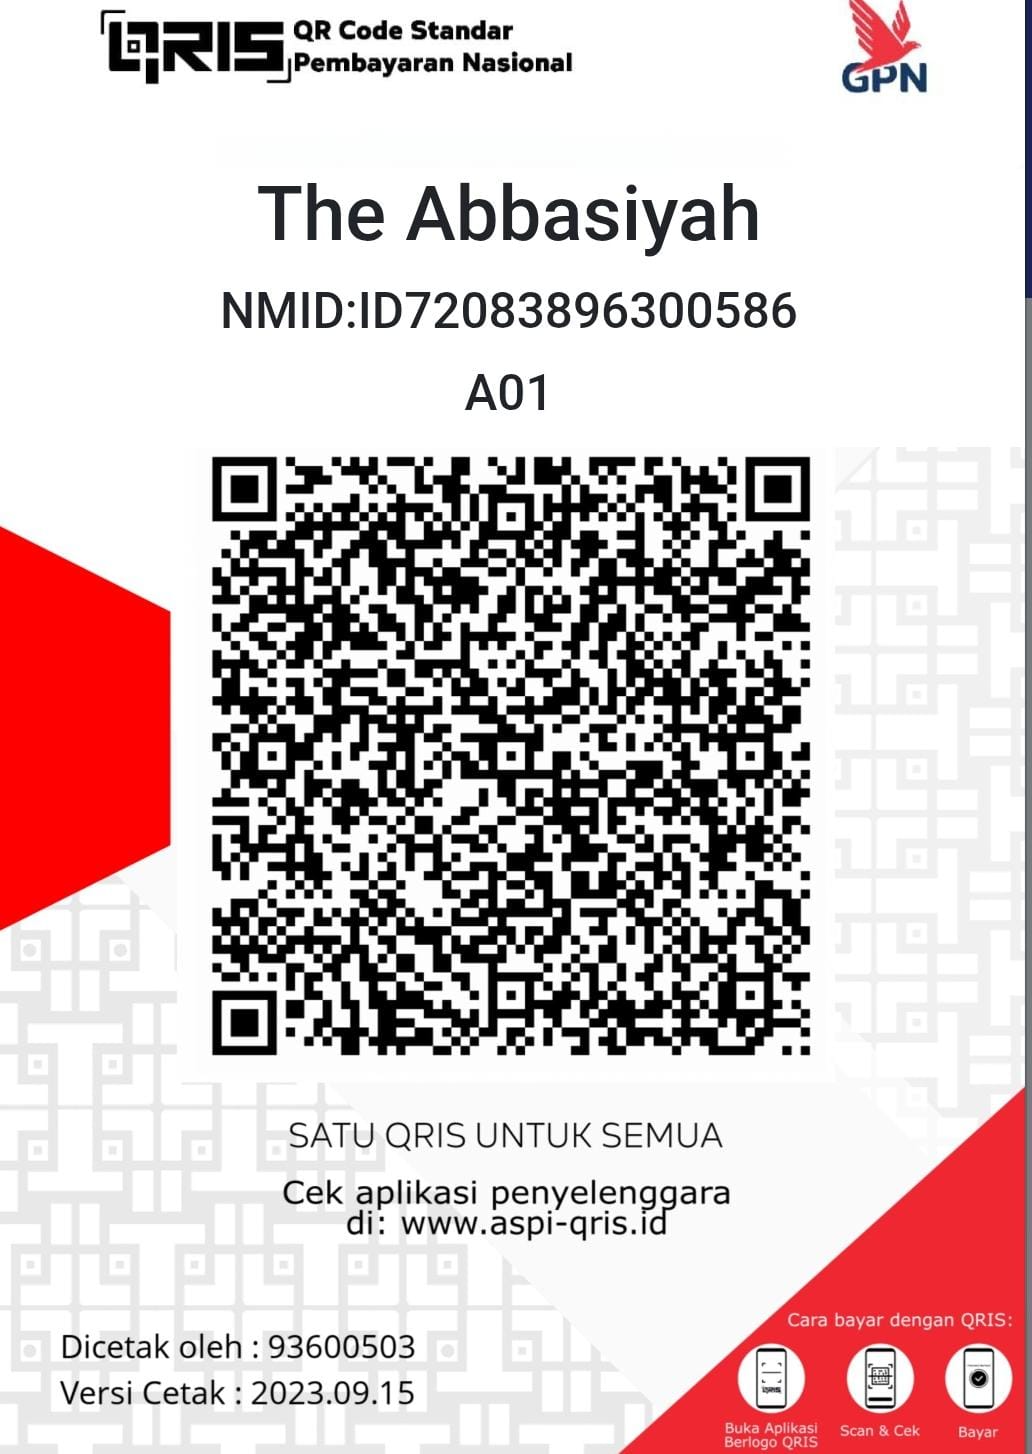 QRIS QR Code Standar
Pembayaran Nasional
GPN
The Abbasiyah
NMID:ID72083896300586
A01
SATU QRIS UNTUK SEMUA
Cek aplikasi penyelenggara
di: www.aspi-qris.id
Dicetak oleh : 93600503
Versi Cetak : 2023.09.15
Cara bayar dengan QRIS:
QRIS
Buka Aplikasi
Berlogo QRIS
Scan & Cek
Bayar